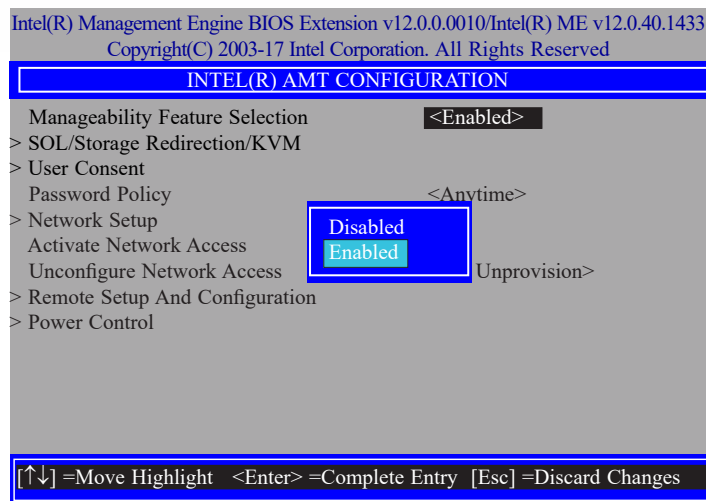 Intel(R) Management Engine BIOS Extension v12.0.0.0010/Intel(R) ME v12.0.40.1433
Copyright(C) 2003-17 Intel Corporation. All Rights Reserved
INTEL(R) AMT CONFIGURATION
Manageability Feature Selection <Enabled>
> SOL/Storage Redirection/KVM
> User Consent
Password Policy <Anytime>
> Network Setup
Disabled
Activate Network Access
Enabled
Unconfigure Network Access Unprovision>
> Remote Setup And Configuration
> Power Control
[↑↓] =Move Highlight <Enter> =Complete Entry [Esc] =Discard Changes